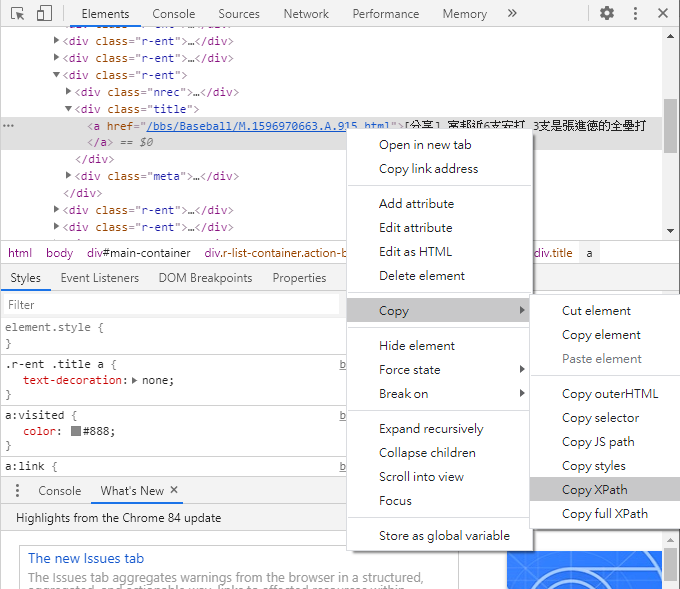 Elements Console Sources Network Performance Memory »
<div class="r-ent">…</div>
<div class="r-ent">…</div>
<div class="r-ent">
<div class="nrec">…</div>
<div class="title">
… <a href="/bbs/Baseball/M.1596970663.A.915.html">[分享] 富邦近6支安打 3支是張進德的全壘打
</a> == $0
</div>
<div class="meta">…</div>
</div>
<div class="r-ent">…</div>
<div class="r-ent">…</div>
html body div#main-container div.r-list-container.action-b div.title a
Styles Event Listeners DOM Breakpoints Properties
Filter
element.style {
}
.r-ent .title a {
text-decoration: none;
}
a:visited {
color: #888;
}
a:link {
b
b
b
Console What's New ×
Highlights from the Chrome 84 update
The new Issues tab
The Issues tab aggregates warnings from the browser in a structured,
Open in new tab
Copy link address
Add attribute
Edit attribute
Edit as HTML
Delete element
Copy
Hide element
Force state
Break on
Expand recursively
Collapse children
Scroll into view
Focus
Store as global variable
Cut element
Copy element
Paste element
Copy outerHTML
Copy selector
Copy JS path
Copy styles
Copy XPath
Copy full XPath